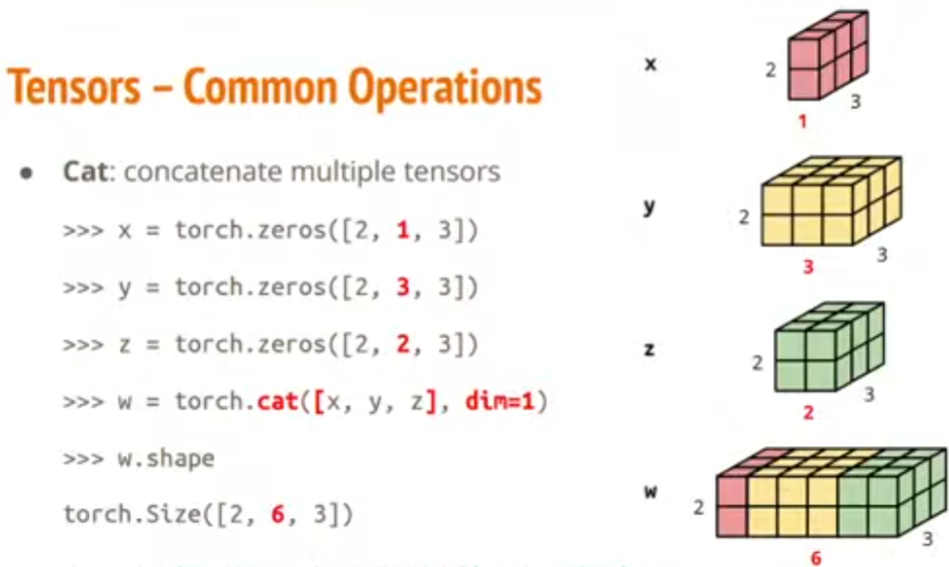 Tensors – Common Operations
● Cat: concatenate multiple tensors
>>> x = torch.zeros([2, 1, 3])
>>> y = torch.zeros([2, 3, 3])
>>> z = torch.zeros([2, 2, 3])
>>> w = torch.cat([x, y, z], dim=1)
>>> w.shape
torch.Size([2, 6, 3])
x
2
3
1
y
2
3
3
z
2
3
2
w
2
3
6